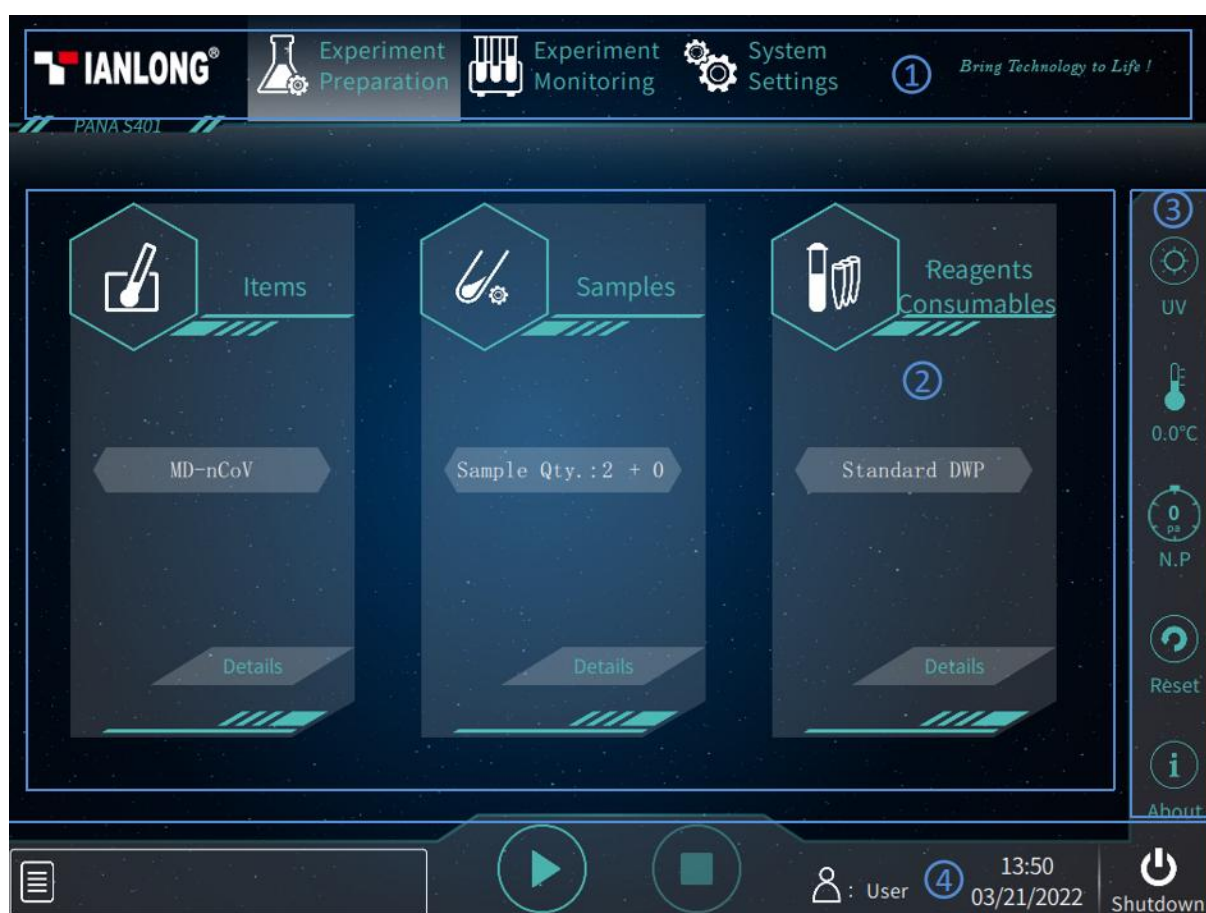 TIANLONG®
Experiment
Preparation
Experiment
Monitoring
System
Settings
①
Bring Technology to Life !
PANA S401
Items
Samples
Reagents
Consumables
②
MD-nCoV
Sample Qty.:2 + 0
Standard DWP
Details
Details
Details
③
UV
0.0℃
0
pa
N.P
Reset
i
About
: User
④
13:50
03/21/2022
Shutdown